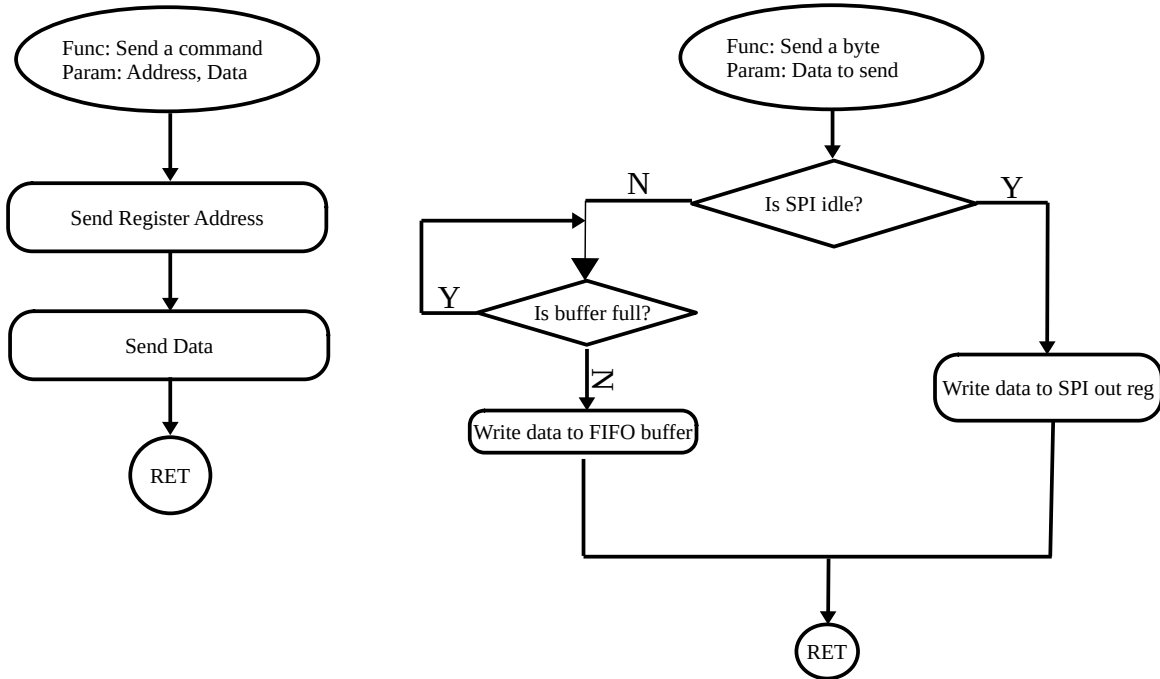 Func: Send a command
Param: Address, Data
Send Register Address
Send Data
RET
Func: Send a byte
Param: Data to send
Is SPI idle?
N
Y
Is buffer full?
Y
N
Write data to FIFO buffer
Write data to SPI out reg
RET